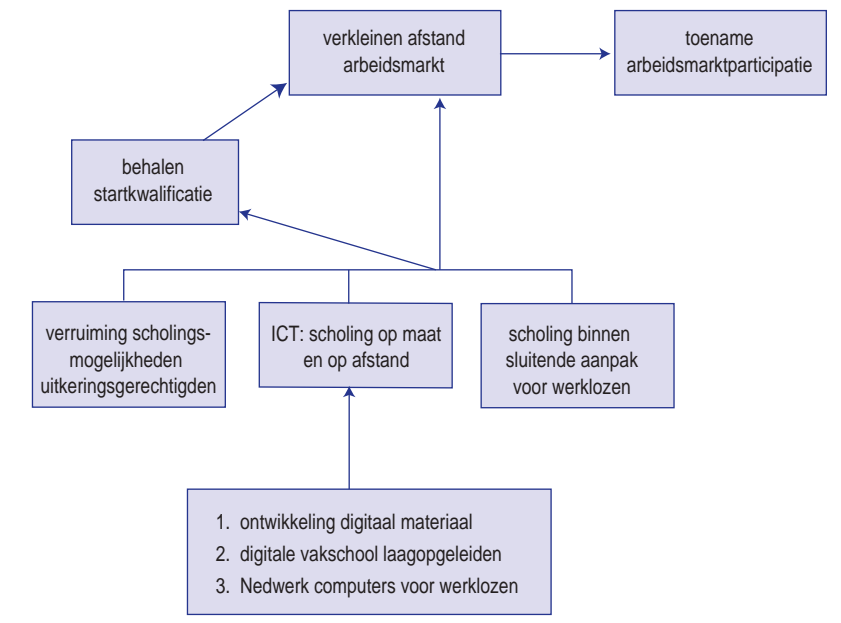 verkleinen afstand
arbeidsmarkt
toename
arbeidsmarktparticipatie
behalen
startkwalificatie
verruiming scholings-
mogelijkheden
uitkeringsgerechtigden
ICT: scholing op maat
en op afstand
scholing binnen
sluitende aanpak
voor werklozen
1. ontwikkeling digitaal materiaal
2. digitale vakschool laagopgeleiden
3. Nedwerk computers voor werklozen